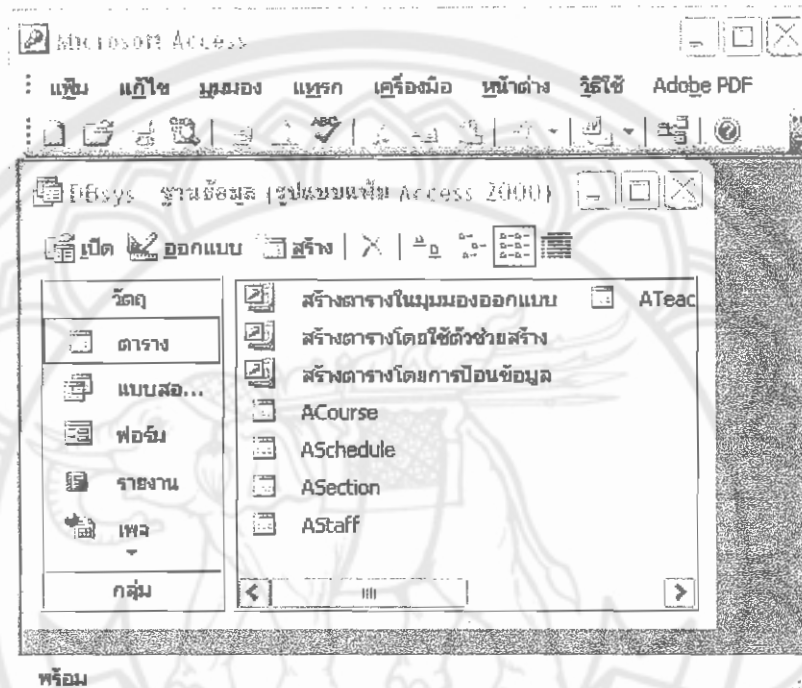 Microsoft Access
แฟ้ม แก้ไข มุมมอง แทรก เครื่องมือ หน้าต่าง วิธีใช้ Adobe PDF
DBsys ฐานข้อมูล (รูปแบบแฟ้ม Access 2000)
เปิด ออกแบบ สร้าง
วัตถุ
ตาราง
แบบสอ...
ฟอร์ม
รายงาน
เพจ
กลุ่ม
สร้างตารางในมุมมองออกแบบ
สร้างตารางโดยใช้ตัวช่วยสร้าง
สร้างตารางโดยการป้อนข้อมูล
ACourse
ASchedule
ASection
AStaff
ATeac
พร้อม